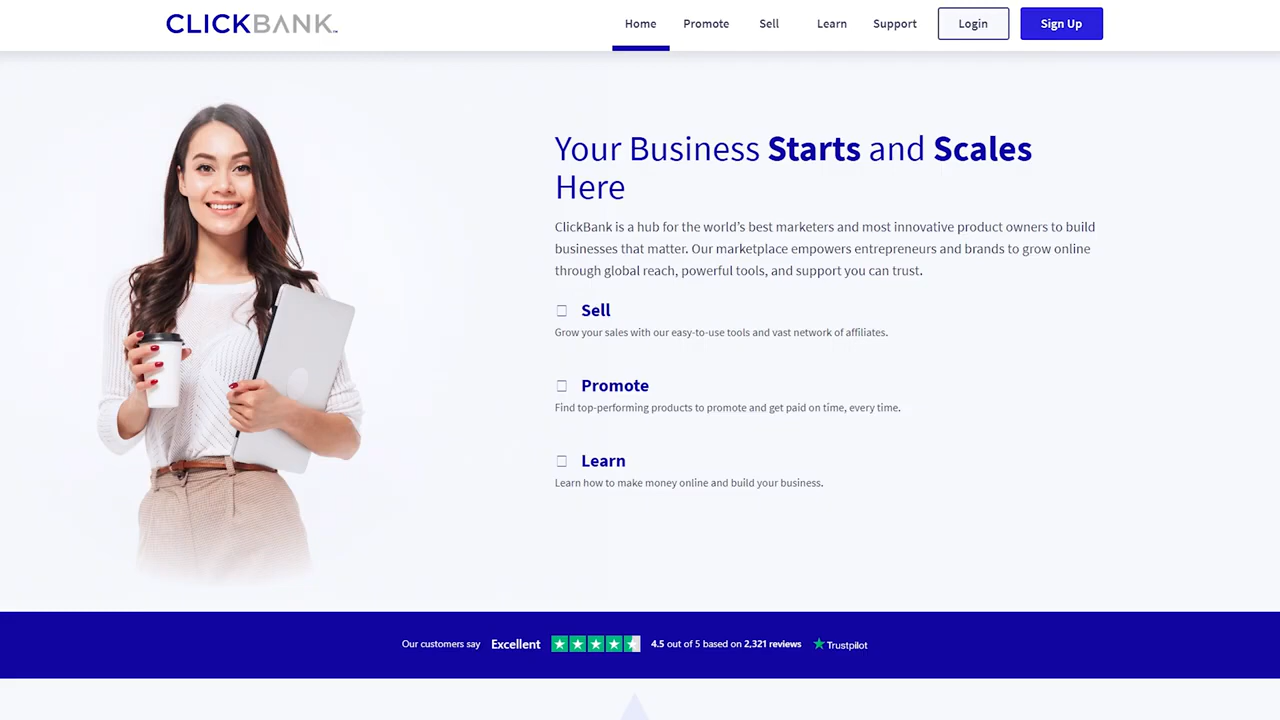 CLICKBANK™
Home Promote Sell Learn Support Login Sign Up
Your Business Starts and Scales
Here
ClickBank is a hub for the world’s best marketers and most innovative product owners to build
businesses that matter. Our marketplace empowers entrepreneurs and brands to grow online
through global reach, powerful tools, and support you can trust.
Sell
Grow your sales with our easy-to-use tools and vast network of affiliates.
Promote
Find top-performing products to promote and get paid on time, every time.
Learn
Learn how to make money online and build your business.
Our customers say Excellent 4.5 out of 5 based on 2,321 reviews Trustpilot